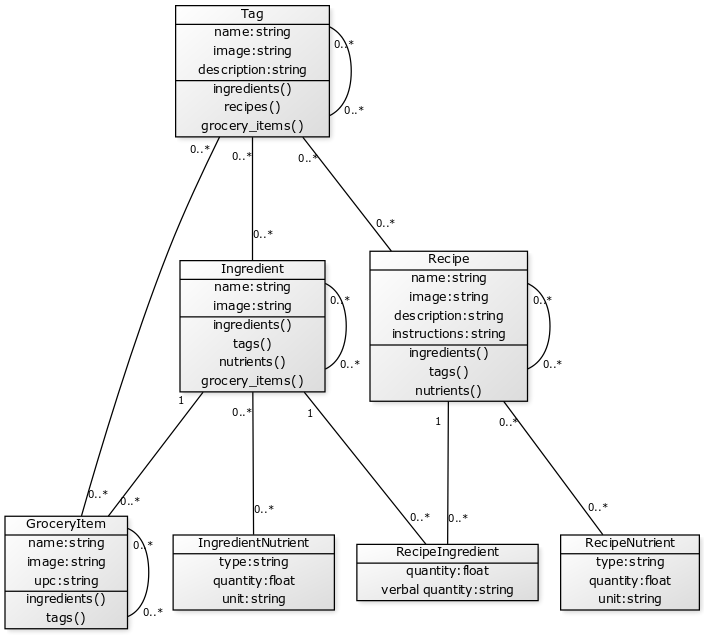 Tag
name:string
image:string
description:string
ingredients()
recipes()
grocery_items()
0..*
0..*
0..*
0..*
0..*
0..*
0..*
Ingredient
name:string
image:string
ingredients()
tags()
nutrients()
grocery_items()
0..*
0..*
Recipe
name:string
image:string
description:string
instructions:string
ingredients()
tags()
nutrients()
0..*
0..*
1
0..*
1
1
0..*
0..*
0..*
0..*
0..*
0..*
0..*
GroceryItem
name:string
image:string
upc:string
ingredients()
tags()
0..*
0..*
IngredientNutrient
type:string
quantity:float
unit:string
RecipeIngredient
quantity:float
verbal quantity:string
RecipeNutrient
type:string
quantity:float
unit:string